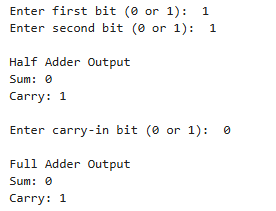 Enter first bit (0 or 1):  1
Enter second bit (0 or 1):  1

Half Adder Output
Sum: 0
Carry: 1

Enter carry-in bit (0 or 1):  0

Full Adder Output
Sum: 0
Carry: 1